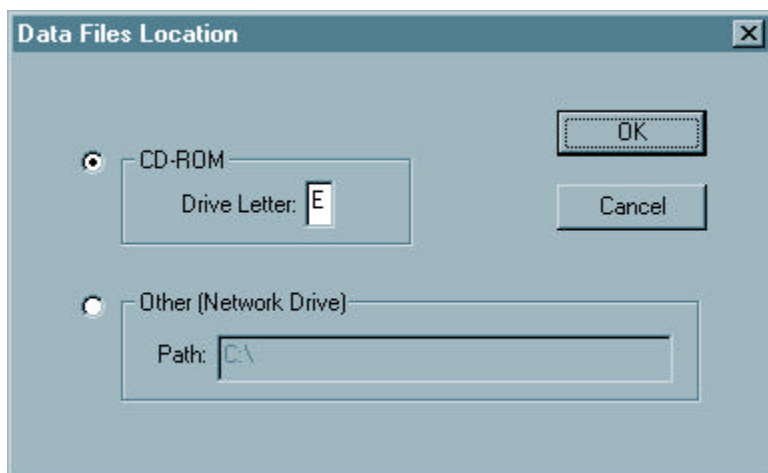 Data Files Location
CD-ROM
Drive Letter: E
OK
Cancel
Other (Network Drive)
Path: C:\